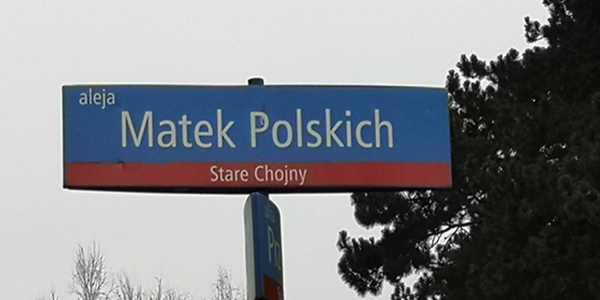 aleja
Matek Polskich
Stare Chojny